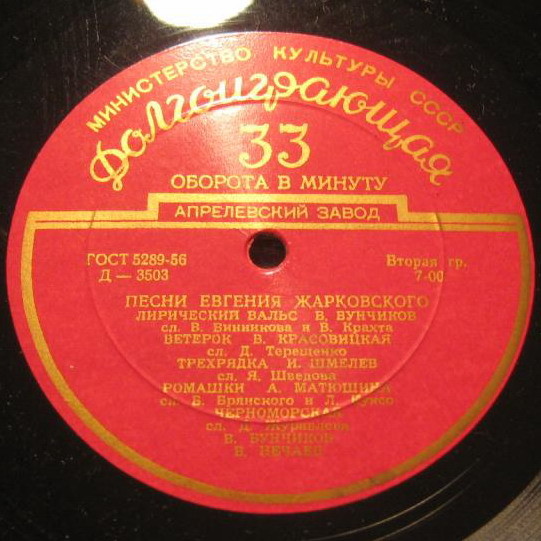 МИНИСТЕРСТВО КУЛЬТУРЫ СССР
Долгоиграющая
33
ОБОРОТА В МИНУТУ
АПРЕЛЕВСКИЙ ЗАВОД
ГОСТ 5289-56 Вторая гр.
Д — 3503 7-00
ПЕСНИ ЕВГЕНИЯ ЖАРКОВСКОГО
ЛИРИЧЕСКИЙ ВАЛЬС В. БУНЧИКОВ
сл. В. Винникова и В. Крахта
ВЕТЕРОК В. КРАСОВИЦКАЯ
сл. Д. Терещенко
ТРЕХРЯДКА И. ШМЕЛЕВ
сл. Я. Шведова
РОМАШКИ А. МАТЮШИНА
сл. Б. Брянского и Л. Куксо
ЧЕРНОМОРСКАЯ
сл. Д. Журавлева
В. БУНЧИКОВ
В. НЕЧАЕВ